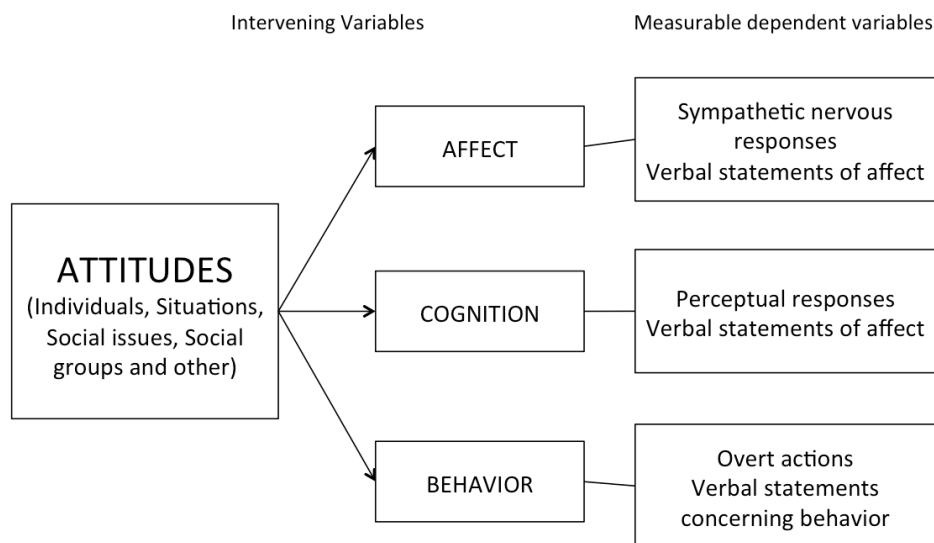 Intervening Variables
Measurable dependent variables
ATTITUDES
(Individuals, Situations,
Social issues, Social
groups and other)
AFFECT
Sympathetic nervous
responses
Verbal statements of affect
COGNITION
Perceptual responses
Verbal statements of affect
BEHAVIOR
Overt actions
Verbal statements
concerning behavior